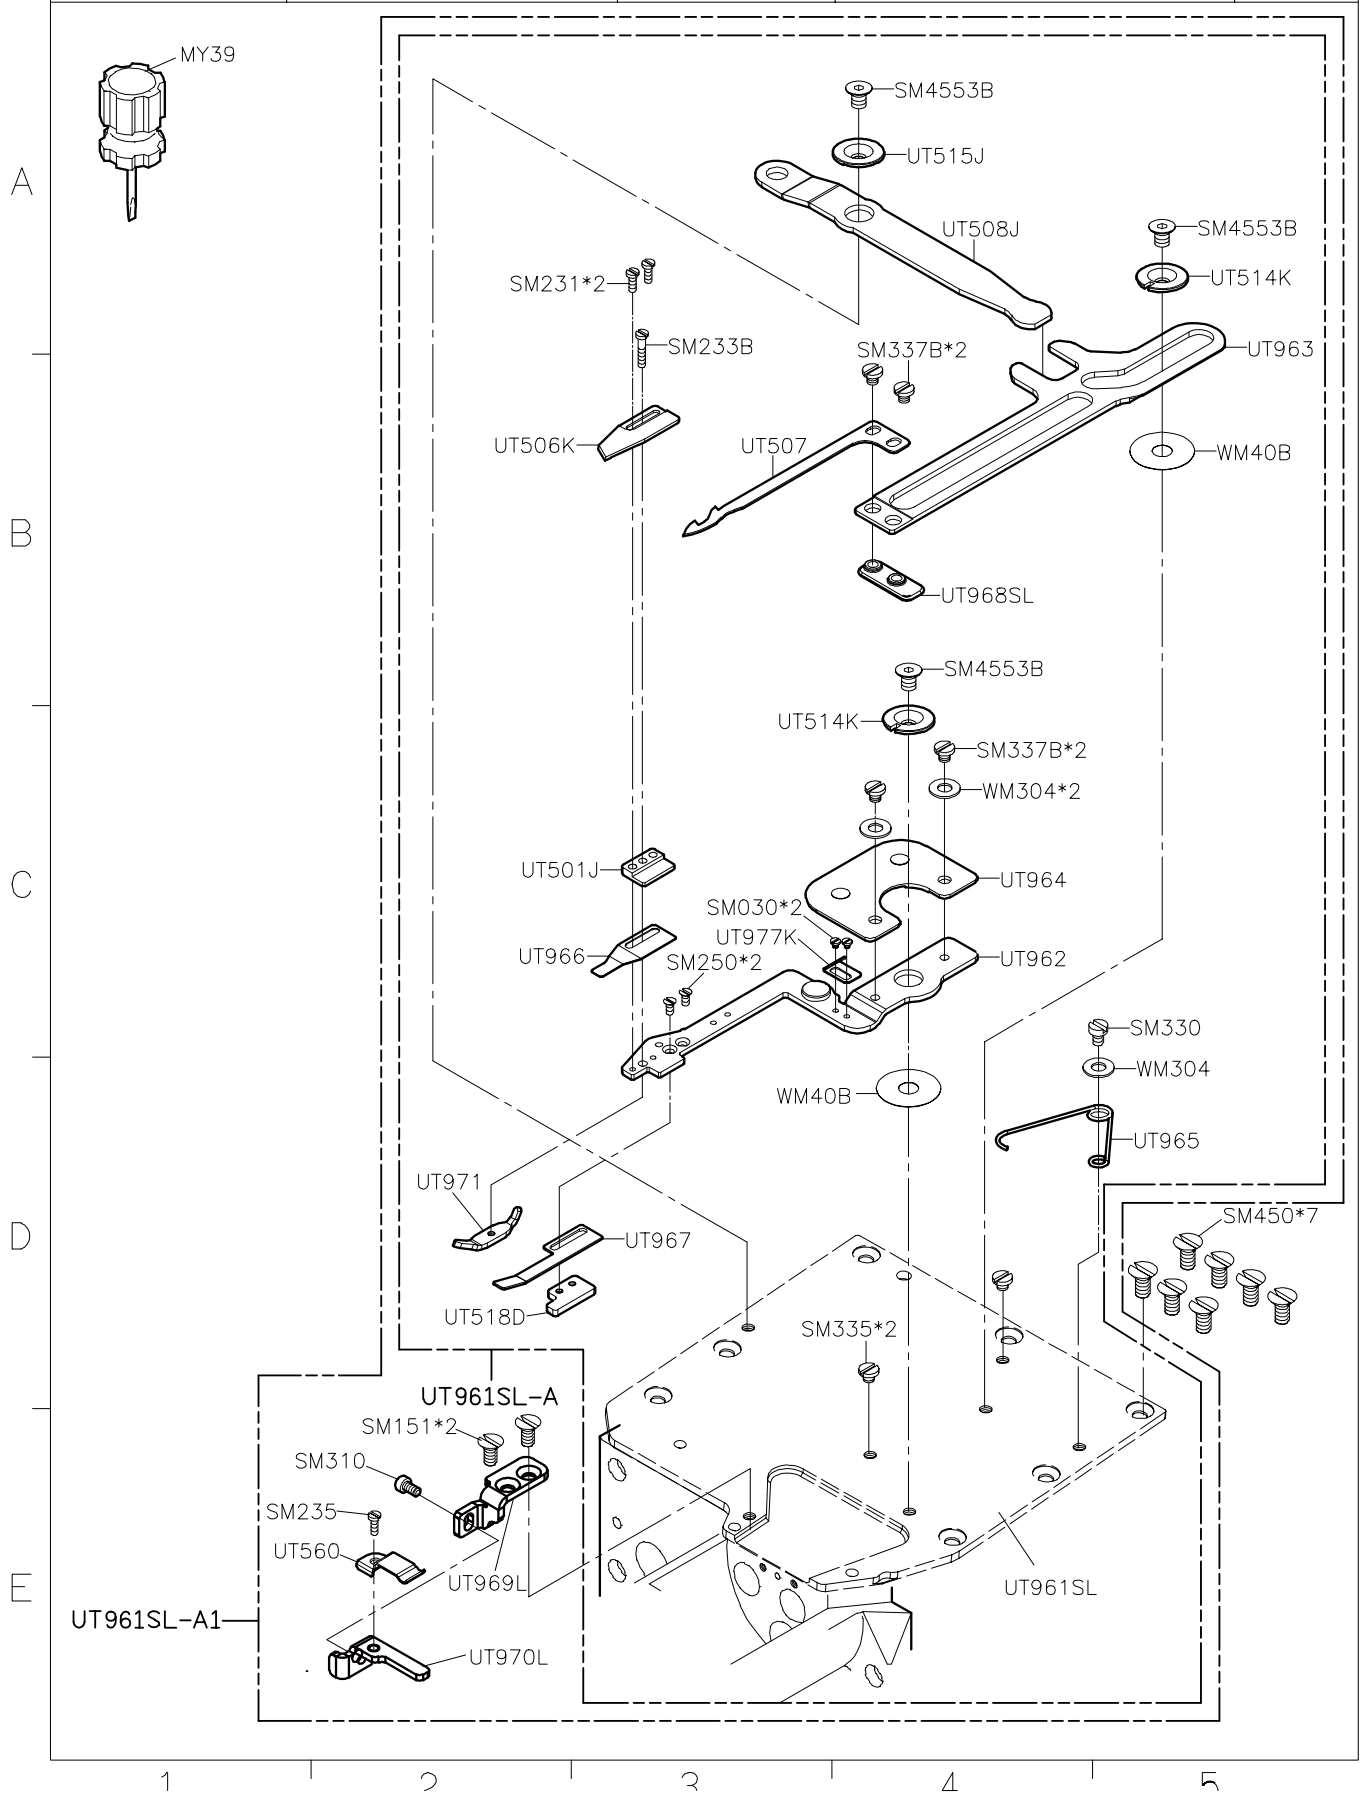 MY39
SM4553B
UT515J
A
UT508J
SM4553B
UT514K
SM231*2
SM233B
SM337B*2
UT963
UT506K
UT507
WM40B
B
UT968SL
SM4553B
UT514K
SM337B*2
WM304*2
UT501J
UT964
C
SM030*2
UT977K
UT966
SM250*2
UT962
SM330
WM304
WM40B
UT965
UT971
SM450*7
D
UT967
UT518D
SM335*2
UT961SL-A
SM151*2
SM310
SM235
UT560
UT969L
UT961SL
E
UT961SL-A1
UT970L
1 2 3 4 5